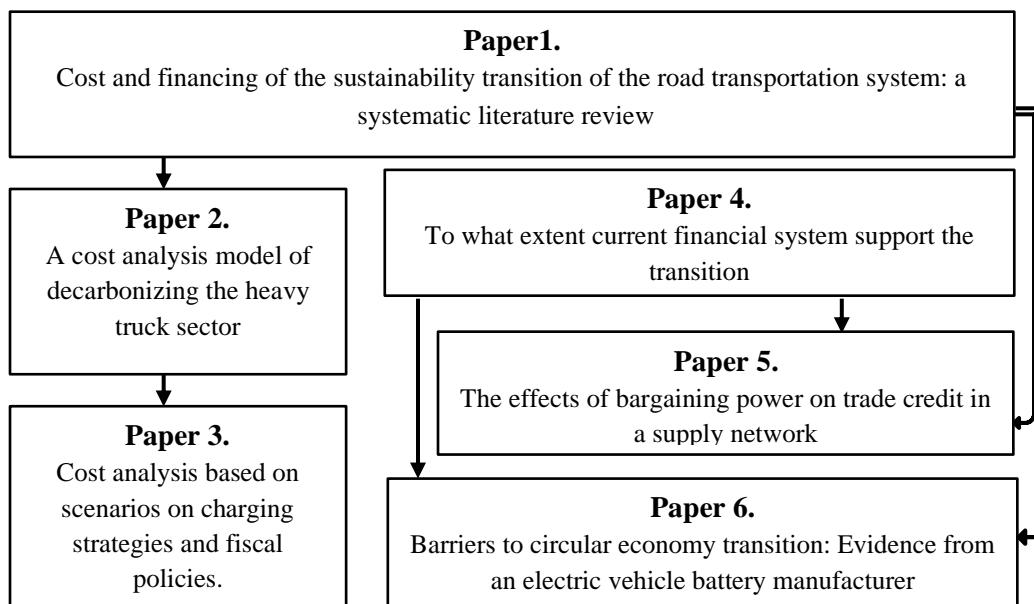 Paper1.
Cost and financing of the sustainability transition of the road transportation system: a
systematic literature review
Paper 2.
A cost analysis model of
decarbonizing the heavy
truck sector
Paper 3.
Cost analysis based on
scenarios on charging
strategies and fiscal
policies.
Paper 4.
To what extent current financial system support the
transition
Paper 5.
The effects of bargaining power on trade credit in
a supply network
Paper 6.
Barriers to circular economy transition: Evidence from
an electric vehicle battery manufacturer